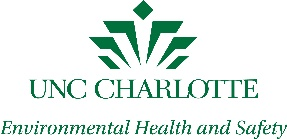 UNC CHARLOTTE
Environmental Health and Safety